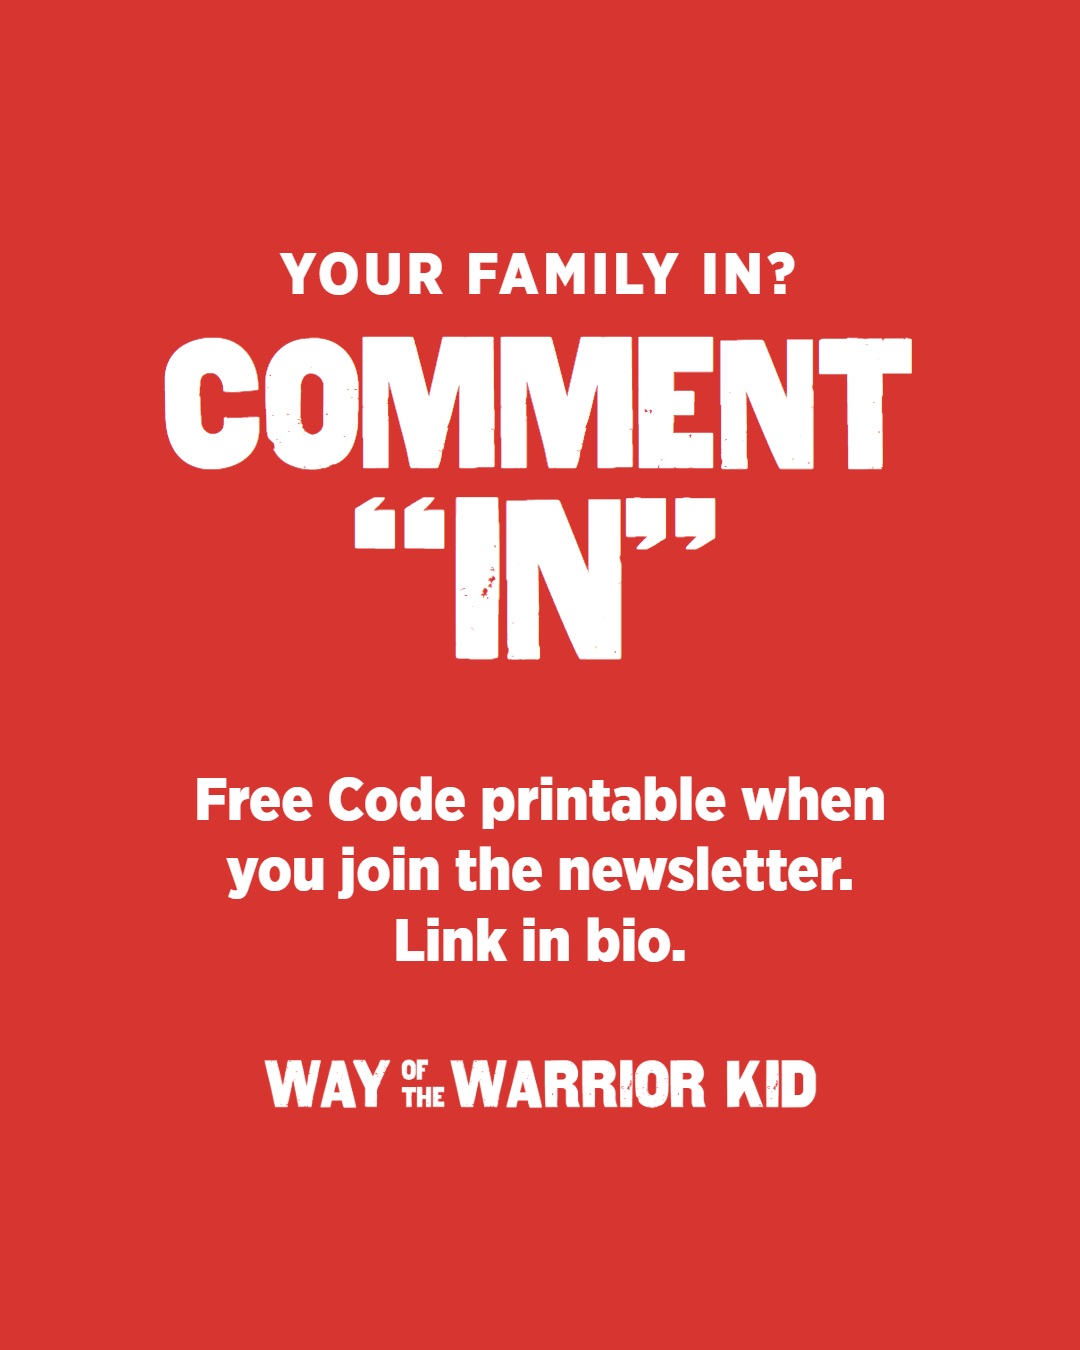 YOUR FAMILY IN?
COMMENT
“IN”
Free Code printable when
you join the newsletter.
Link in bio.
WAY OF THE WARRIOR KID